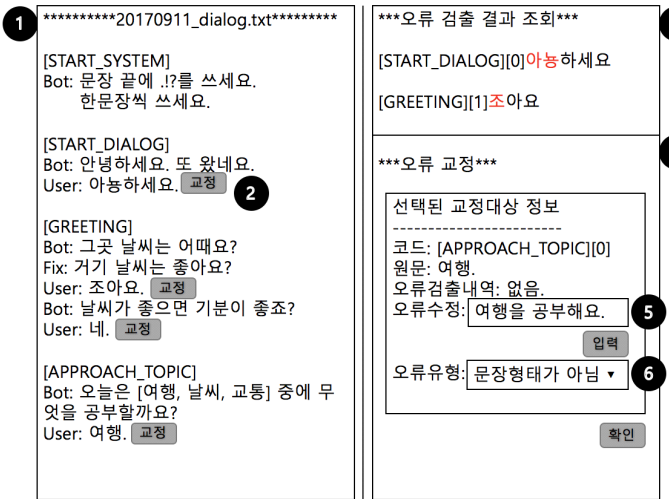 1
**********20170911_dialog.txt*********
[START_SYSTEM]
Bot: 문장 끝에 .!?를 쓰세요.
한문장씩 쓰세요.
[START_DIALOG]
Bot: 안녕하세요. 또 왔네요.
User: 아뇽하세요. 교정
2
[GREETING]
Bot: 그곳 날씨는 어때요?
Fix: 거기 날씨는 좋아요?
User: 조아요. 교정
Bot: 날씨가 좋으면 기분이 좋죠?
User: 네. 교정
[APPROACH_TOPIC]
Bot: 오늘은 [여행, 날씨, 교통] 중에 무
엇을 공부할까요?
User: 여행. 교정
***오류 검출 결과 조회***
[START_DIALOG][0]아뇽하세요
[GREETING][1]조아요
***오류 교정***
선택된 교정대상 정보
------------------------
코드: [APPROACH_TOPIC][0]
원문: 여행.
오류검출내역: 없음.
오류수정: 여행을 공부해요. 5
입력
오류유형: 문장형태가 아님 ▾ 6
확인